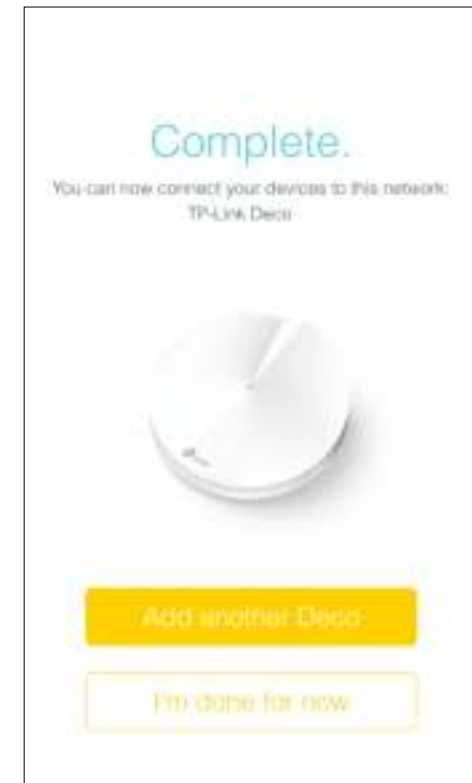 Complete.
You can now connect your devices to this network:
TP-Link Deco
Add another Deco
I'm done for now